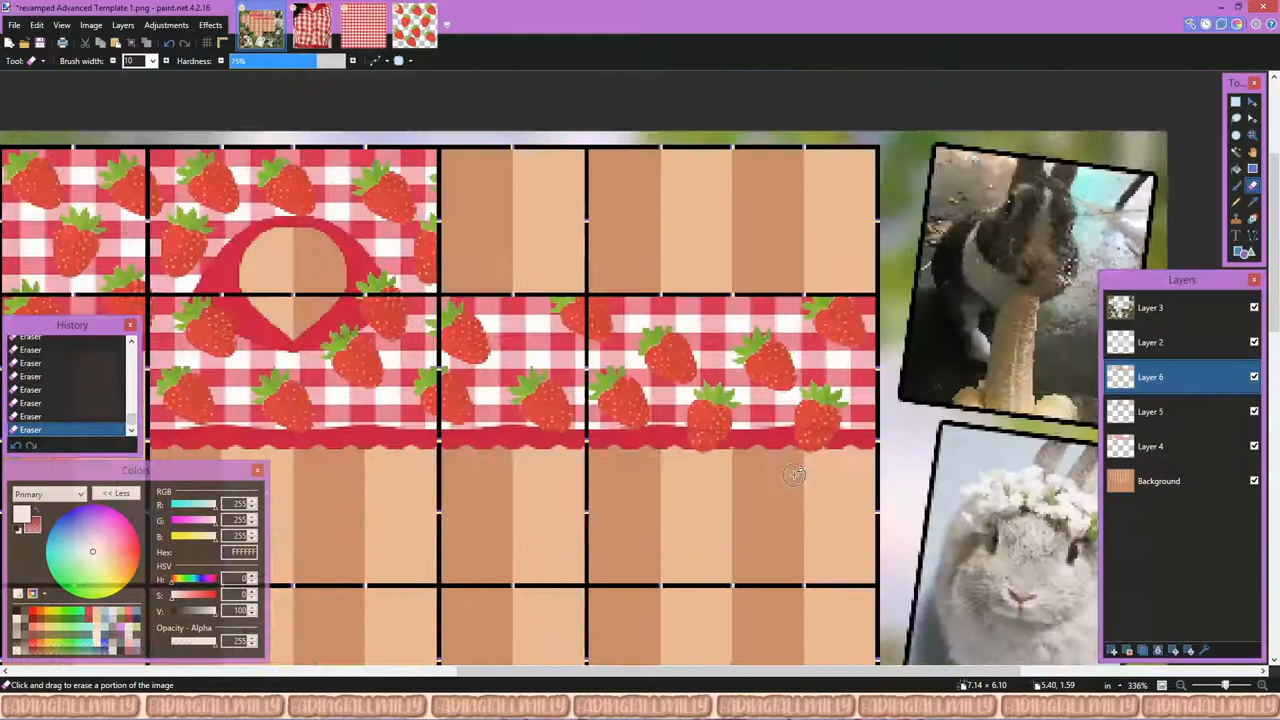 *revamped Advanced Template 1.png - paint.net 4.2.16
File Edit View Image Layers Adjustments Effects
Tool: Brush width: 10 Hardness: 75%
To...
Layers
Layer 3
Layer 2
Layer 6
Layer 5
Layer 4
Background
History
Eraser
Eraser
Eraser
Eraser
Eraser
Eraser
Eraser
Eraser
Colors
Primary
<< Less
RGB
R: 255
G: 255
B: 255
Hex: FFFFFF
HSV
H: 0
S: 0
V: 100
Opacity - Alpha
255
Click and drag to erase a portion of the image
7.14 × 6.10
5.40, 1.59
in
336%